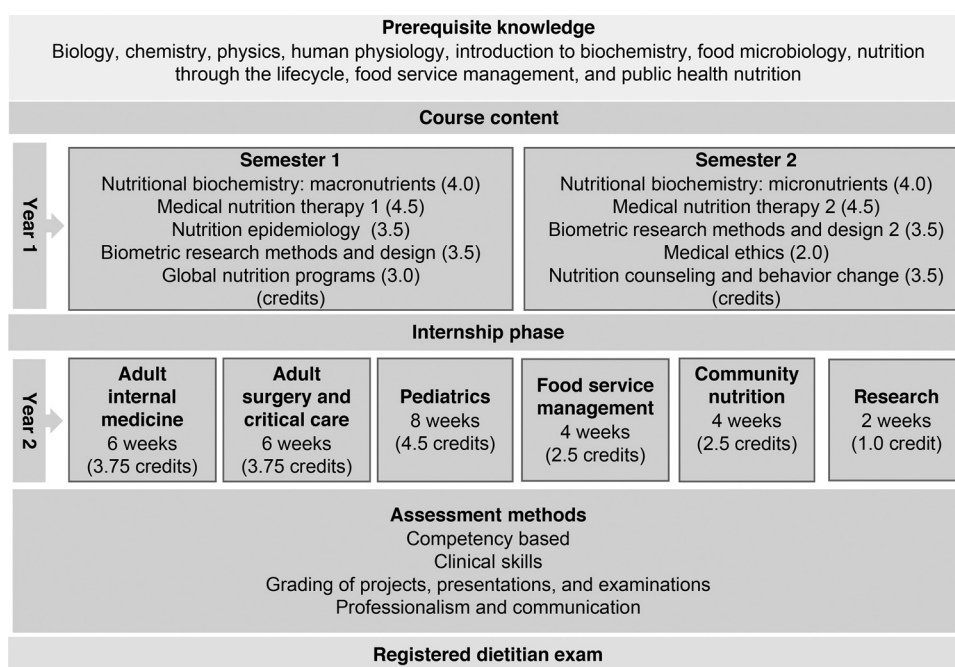 Prerequisite knowledge
Biology, chemistry, physics, human physiology, introduction to biochemistry, food microbiology, nutrition
through the lifecycle, food service management, and public health nutrition
Course content
Year 1
Semester 1
Nutritional biochemistry: macronutrients (4.0)
Medical nutrition therapy 1 (4.5)
Nutrition epidemiology (3.5)
Biometric research methods and design (3.5)
Global nutrition programs (3.0)
(credits)
Semester 2
Nutritional biochemistry: micronutrients (4.0)
Medical nutrition therapy 2 (4.5)
Biometric research methods and design 2 (3.5)
Medical ethics (2.0)
Nutrition counseling and behavior change (3.5)
(credits)
Internship phase
Year 2
Adult
internal
medicine
6 weeks
(3.75 credits)
Adult
surgery and
critical care
6 weeks
(3.75 credits)
Pediatrics
8 weeks
(4.5 credits)
Food service
management
4 weeks
(2.5 credits)
Community
nutrition
4 weeks
(2.5 credits)
Research
2 weeks
(1.0 credit)
Assessment methods
Competency based
Clinical skills
Grading of projects, presentations, and examinations
Professionalism and communication
Registered dietitian exam